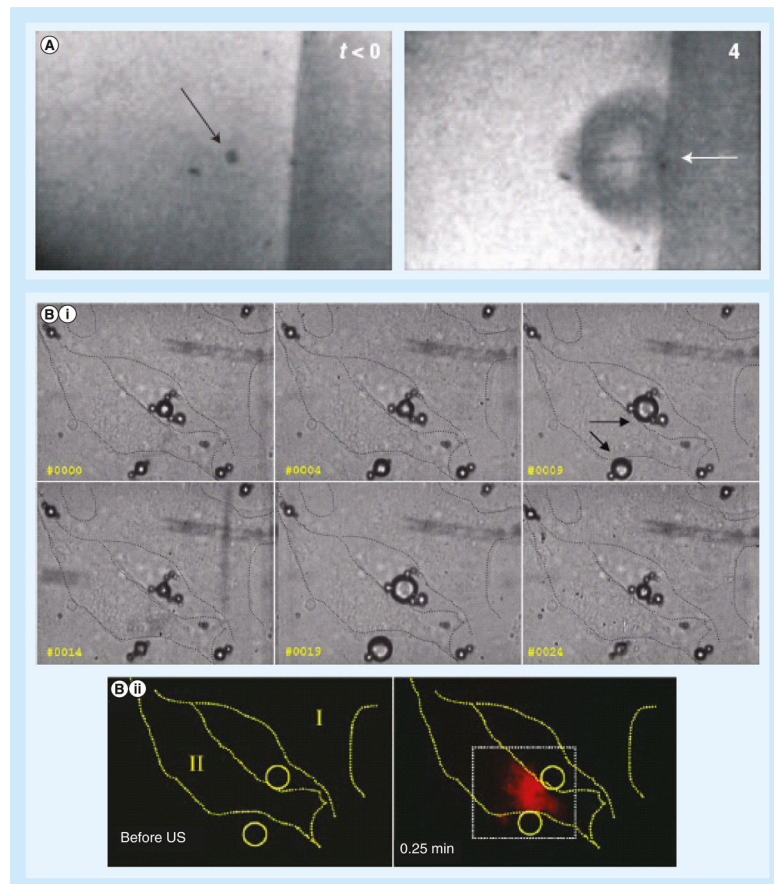 A
t < 0
4
B i
#0000
#0004
#0009
#0014
#0019
#0024
B ii
I
II
Before US
0.25 min